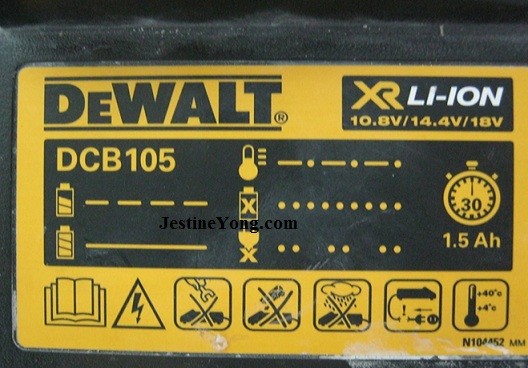 DEWALT®
XR LI-ION
10.8V/14.4V/18V
DCB105
30
1.5 Ah
JestineYong.com
+40°c
+4°c
N104452 MM